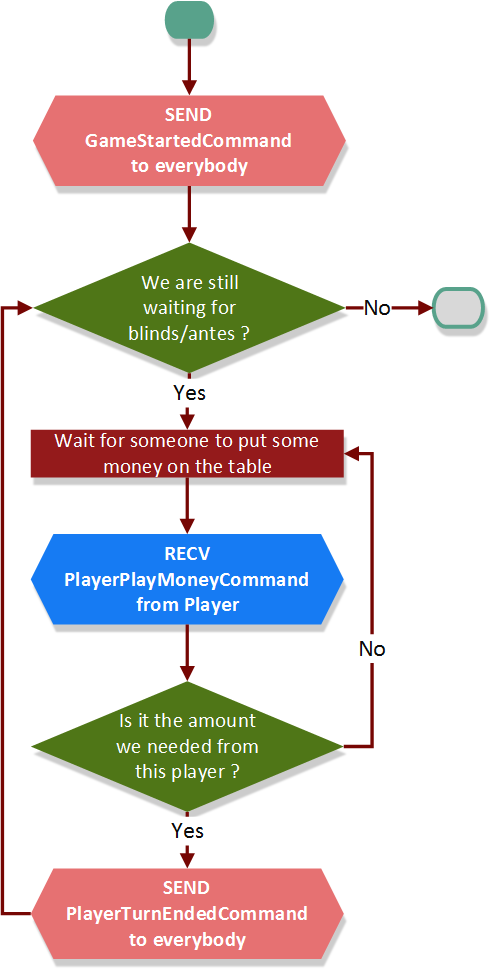 SEND
GameStartedCommand
to everybody
We are still
waiting for
blinds/antes ?
No
Yes
Wait for someone to put some
money on the table
RECV
PlayerPlayMoneyCommand
from Player
No
Is it the amount
we needed from
this player ?
Yes
SEND
PlayerTurnEndedCommand
to everybody